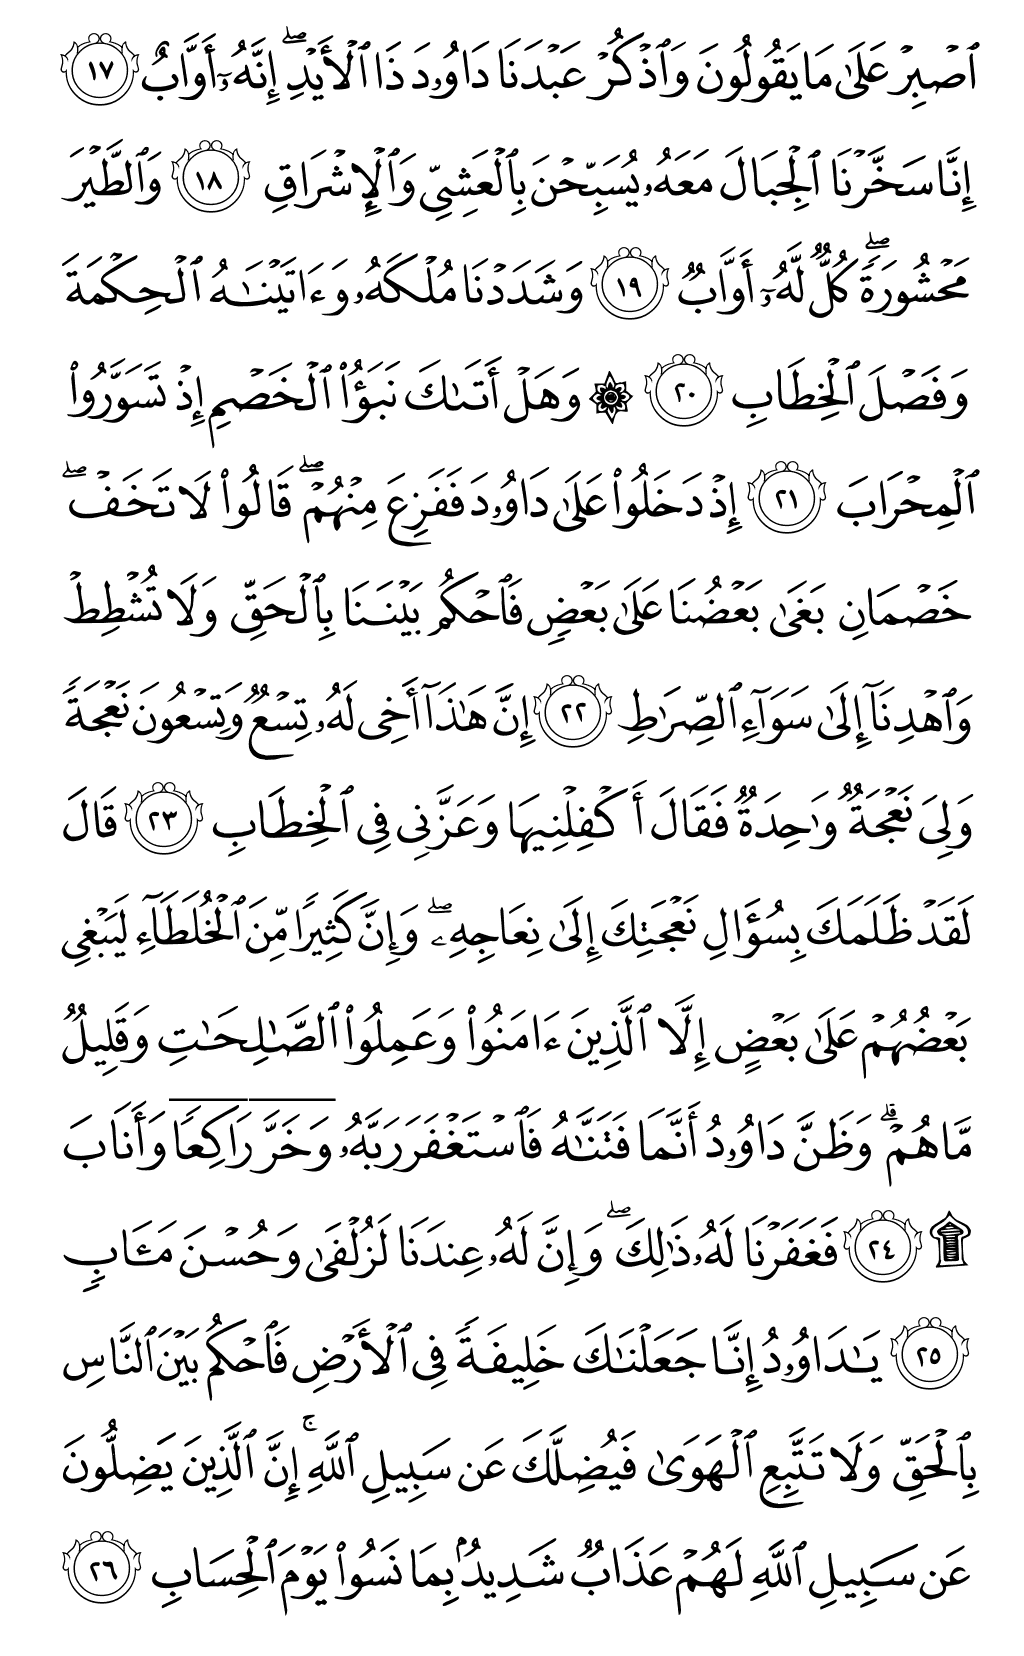 ٱصۡبِرۡ عَلَىٰ مَا يَقُولُونَ وَٱذۡكُرۡ عَبۡدَنَا دَاوُۥدَ ذَا ٱلۡأَيۡدِۖ إِنَّهُۥٓ أَوَّابٌ ١٧
إِنَّا سَخَّرۡنَا ٱلۡجِبَالَ مَعَهُۥ يُسَبِّحۡنَ بِٱلۡعَشِيِّ وَٱلۡإِشۡرَاقِ ١٨ وَٱلطَّيۡرَ
مَحۡشُورَةٗۖ كُلّٞ لَّهُۥٓ أَوَّابٞ ١٩ وَشَدَدۡنَا مُلۡكَهُۥ وَءَاتَيۡنَٰهُ ٱلۡحِكۡمَةَ
وَفَصۡلَ ٱلۡخِطَابِ ٢٠ ۞ وَهَلۡ أَتَىٰكَ نَبَؤُاْ ٱلۡخَصۡمِ إِذۡ تَسَوَّرُواْ
ٱلۡمِحۡرَابَ ٢١ إِذۡ دَخَلُواْ عَلَىٰ دَاوُۥدَ فَفَزِعَ مِنۡهُمۡۖ قَالُواْ لَا تَخَفۡۖ
خَصۡمَانِ بَغَىٰ بَعۡضُنَا عَلَىٰ بَعۡضٖ فَٱحۡكُم بَيۡنَنَا بِٱلۡحَقِّ وَلَا تُشۡطِطۡ
وَٱهۡدِنَآ إِلَىٰ سَوَآءِ ٱلصِّرَٰطِ ٢٢ إِنَّ هَٰذَآ أَخِي لَهُۥ تِسۡعٞ وَتِسۡعُونَ نَعۡجَةٗ
وَلِيَ نَعۡجَةٞ وَٰحِدَةٞ فَقَالَ أَكۡفِلۡنِيهَا وَعَزَّنِي فِي ٱلۡخِطَابِ ٢٣ قَالَ
لَقَدۡ ظَلَمَكَ بِسُؤَالِ نَعۡجَتِكَ إِلَىٰ نِعَاجِهِۦۖ وَإِنَّ كَثِيرٗا مِّنَ ٱلۡخُلَطَآءِ لَيَبۡغِي
بَعۡضُهُمۡ عَلَىٰ بَعۡضٍ إِلَّا ٱلَّذِينَ ءَامَنُواْ وَعَمِلُواْ ٱلصَّٰلِحَٰتِ وَقَلِيلٞ
مَّا هُمۡۗ وَظَنَّ دَاوُۥدُ أَنَّمَا فَتَنَّٰهُ فَٱسۡتَغۡفَرَ رَبَّهُۥ وَخَرَّۤ رَاكِعٗاۤ وَأَنَابَ
۩ ٢٤ فَغَفَرۡنَا لَهُۥ ذَٰلِكَۖ وَإِنَّ لَهُۥ عِندَنَا لَزُلۡفَىٰ وَحُسۡنَ مَـَٔابٖ
٢٥ يَٰدَاوُۥدُ إِنَّا جَعَلۡنَٰكَ خَلِيفَةٗ فِي ٱلۡأَرۡضِ فَٱحۡكُم بَيۡنَ ٱلنَّاسِ
بِٱلۡحَقِّ وَلَا تَتَّبِعِ ٱلۡهَوَىٰ فَيُضِلَّكَ عَن سَبِيلِ ٱللَّهِۚ إِنَّ ٱلَّذِينَ يَضِلُّونَ
عَن سَبِيلِ ٱللَّهِ لَهُمۡ عَذَابٞ شَدِيدُۢ بِمَا نَسُواْ يَوۡمَ ٱلۡحِسَابِ ٢٦